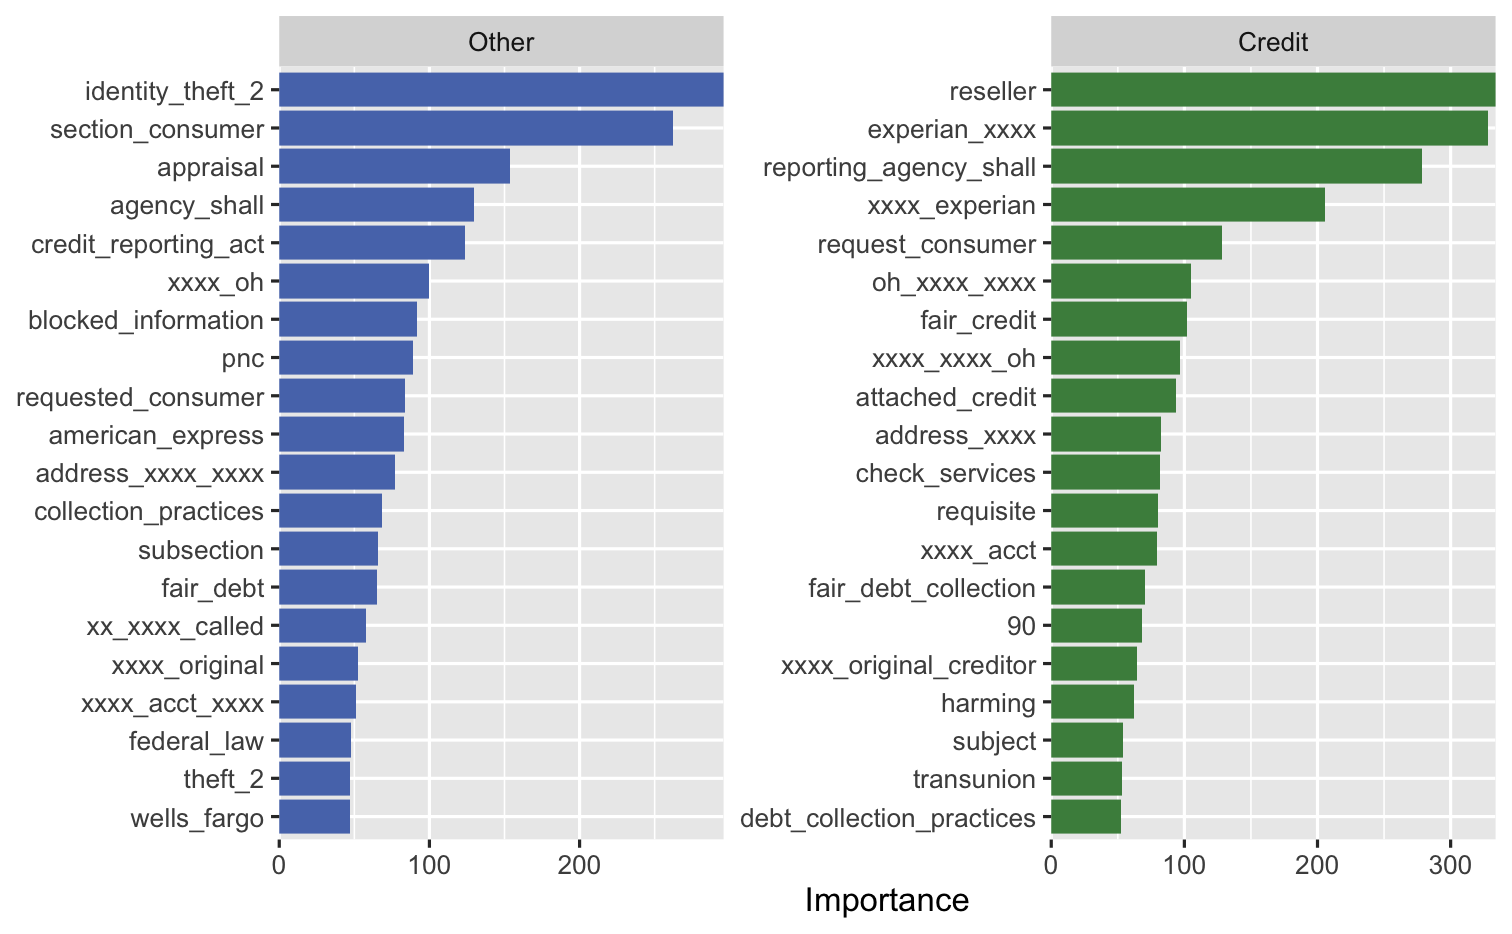 Other
identity_theft_2
section_consumer
appraisal
agency_shall
credit_reporting_act
xxxx_oh
blocked_information
pnc
requested_consumer
american_express
address_xxxx_xxxx
collection_practices
subsection
fair_debt
xx_xxxx_called
xxxx_original
xxxx_acct_xxxx
federal_law
theft_2
wells_fargo
0 100 200
Credit
reseller
experian_xxxx
reporting_agency_shall
xxxx_experian
request_consumer
oh_xxxx_xxxx
fair_credit
xxxx_xxxx_oh
attached_credit
address_xxxx
check_services
requisite
xxxx_acct
fair_debt_collection
90
xxxx_original_creditor
harming
subject
transunion
debt_collection_practices
0 100 200 300
Importance